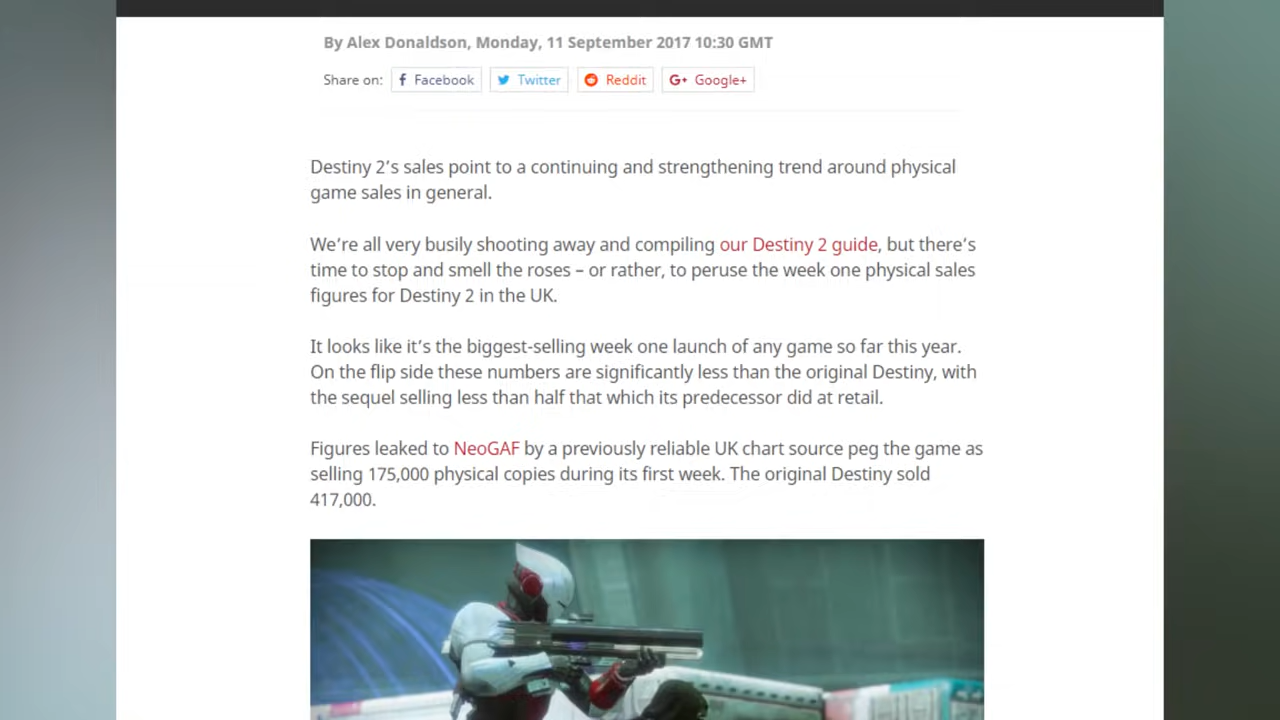 By Alex Donaldson, Monday, 11 September 2017 10:30 GMT
Share on: Facebook Twitter Reddit G+ Google+
Destiny 2’s sales point to a continuing and strengthening trend around physical
game sales in general.
We’re all very busily shooting away and compiling our Destiny 2 guide, but there’s
time to stop and smell the roses – or rather, to peruse the week one physical sales
figures for Destiny 2 in the UK.
It looks like it’s the biggest-selling week one launch of any game so far this year.
On the flip side these numbers are significantly less than the original Destiny, with
the sequel selling less than half that which its predecessor did at retail.
Figures leaked to NeoGAF by a previously reliable UK chart source peg the game as
selling 175,000 physical copies during its first week. The original Destiny sold
417,000.